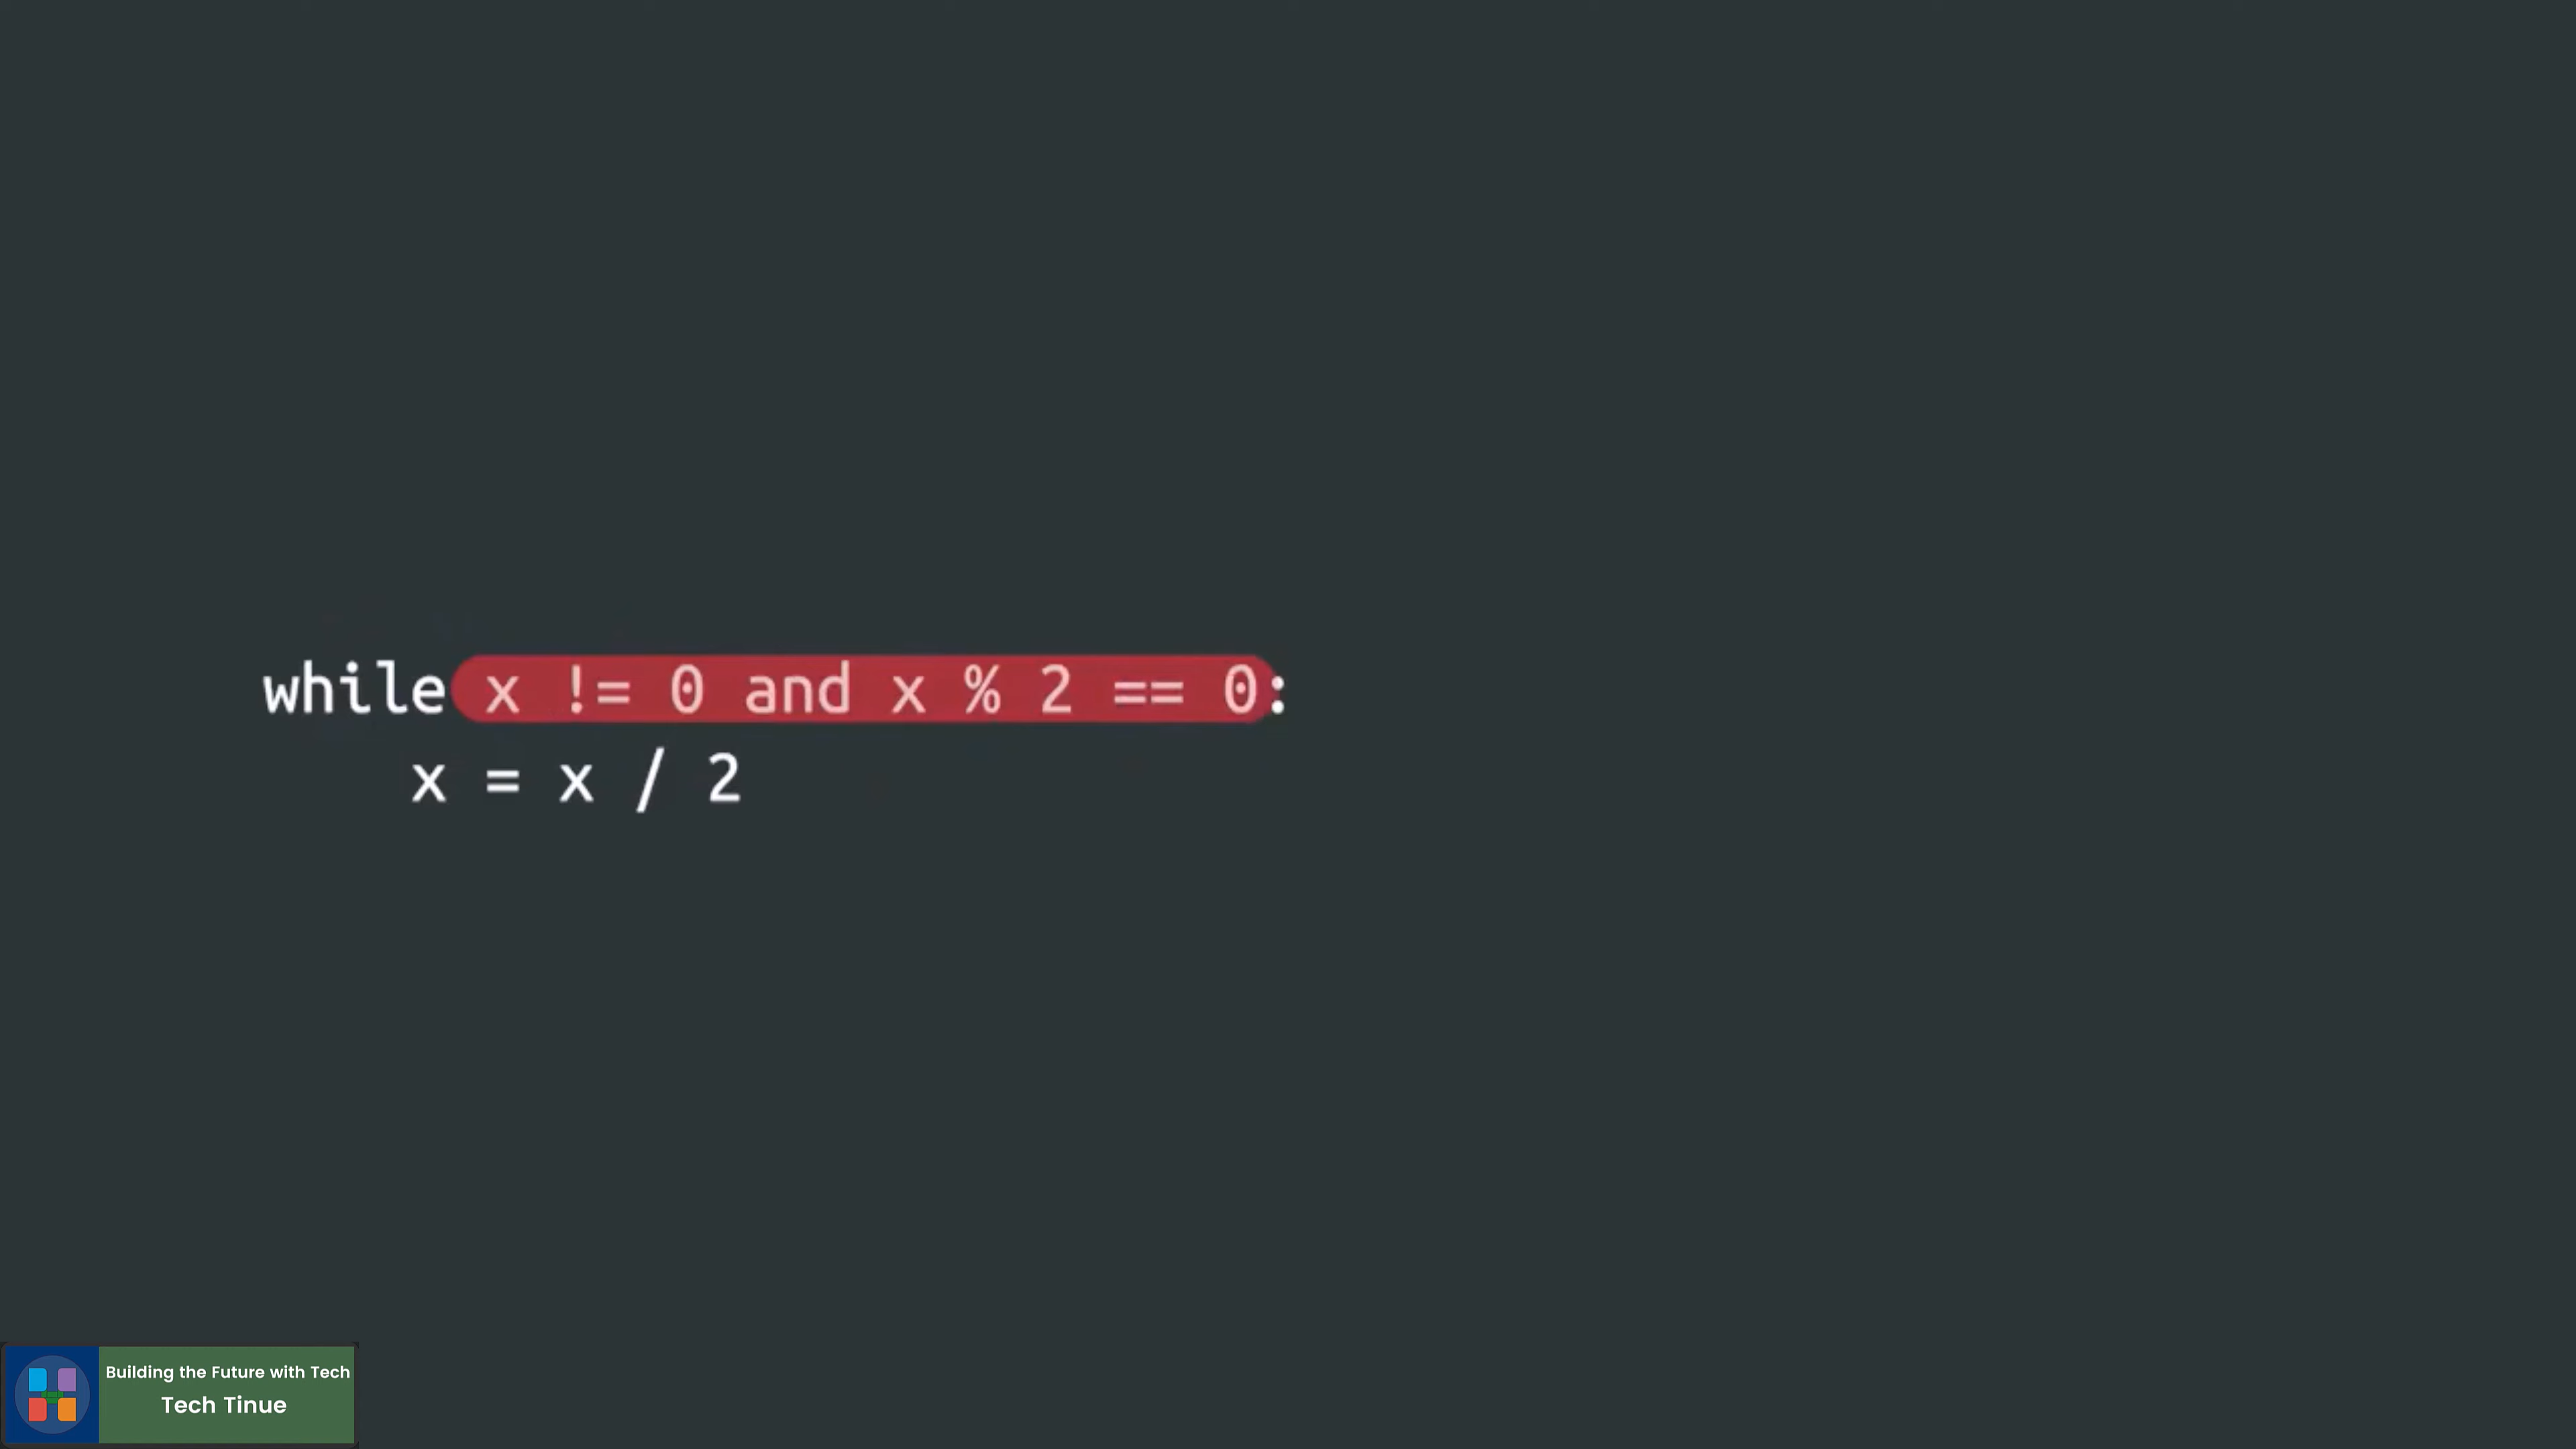 while x != 0 and x % 2 == 0:
    x = x / 2
Building the Future with Tech
Tech Tinue